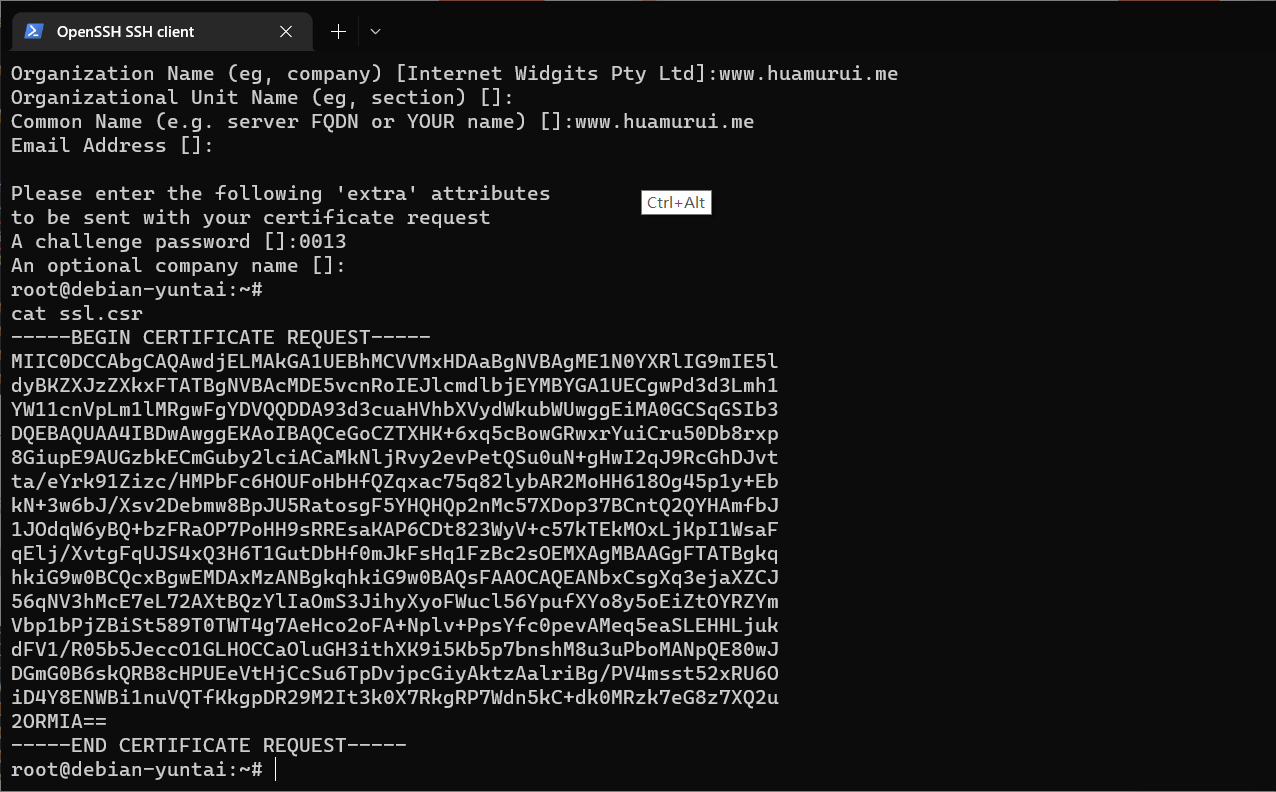 OpenSSH SSH client
Organization Name (eg, company) [Internet Widgits Pty Ltd]:www.huamurui.me
Organizational Unit Name (eg, section) []:
Common Name (e.g. server FQDN or YOUR name) []:www.huamurui.me
Email Address []:
Please enter the following 'extra' attributes
Ctrl+Alt
to be sent with your certificate request
A challenge password []:0013
An optional company name []:
root@debian-yuntai:~#
cat ssl.csr
-----BEGIN CERTIFICATE REQUEST-----
MIIC0DCCAbgCAQAwdjELMAkGA1UEBhMCVVMxHDAaBgNVBAgME1N0YXRlIG9mIE5l
dyBKZXJzZXkxFTATBgNVBAcMDE5vcnRoIEJlcmdlbjEYMBYGA1UECgwPd3d3Lmh1
YW11cnVpLm1lMRgwFgYDVQQDDA93d3cuaHVhbXVydWkubWUwggEiMA0GCSqGSIb3
DQEBAQUAA4IBDwAwggEKAoIBAQCeGoCZTXHK+6xq5cBowGRwxrYuiCru50Db8rxp
8GiupE9AUGzbkECmGuby2lciACaMkNljRvy2evPetQSu0uN+gHwI2qJ9RcGhDJvt
ta/eYrk91Zizc/HMPbFc6HOUFoHbHfQZqxac75q82lybAR2MoHH618Og45p1y+Eb
kN+3w6bJ/Xsv2Debmw8BpJU5RatosgF5YHQHQp2nMc57XDop37BCntQ2QYHAmfbJ
1JOdqW6yBQ+bzFRaOP7PoHH9sRREsaKAP6CDt823WyV+c57kTEkMOxLjKpI1WsaF
qElj/XvtgFqUJS4xQ3H6T1GutDbHf0mJkFsHq1FzBc2sOEMXAgMBAAGgFTATBgkq
hkiG9w0BCQcxBgwEMDAxMzANBgkqhkiG9w0BAQsFAAOCAQEANbxCsgXq3ejaXZCJ
56qNV3hMcE7eL72AXtBQzYlIaOmS3JihyXyoFWucl56YpufXYo8y5oEiZtOYRZYm
Vbp1bPjZBiSt589T0TWT4g7AeHco2oFA+Nplv+PpsYfc0pevAMeq5eaSLEHHLjuk
dFV1/R05b5JeccO1GLHOCCaOluGH3ithXK9i5Kb5p7bnshM8u3uPboMANpQE80wJ
DGmG0B6skQRB8cHPUEeVtHjCcSu6TpDvjpcGiyAktzAalriBg/PV4msst52xRU6O
iD4Y8ENWBi1nuVQTfKkgpDR29M2It3k0X7RkgRP7Wdn5kC+dk0MRzk7eG8z7XQ2u
2ORMIA==
-----END CERTIFICATE REQUEST-----
root@debian-yuntai:~#